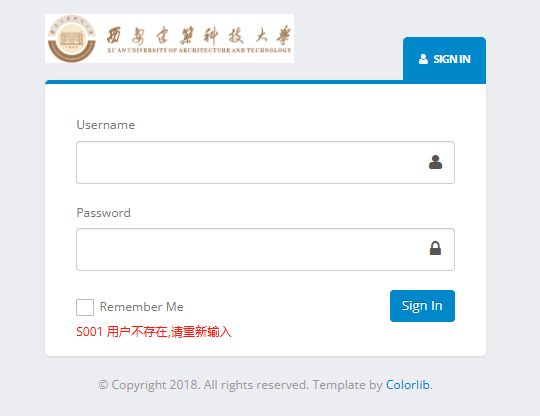 西安建筑科技大学
XI'AN UNIVERSITY OF ARCHITECTURE AND TECHNOLOGY
SIGN IN
Username
Password
Remember Me
Sign In
S001 用户不存在,请重新输入
© Copyright 2018. All rights reserved. Template by Colorlib.